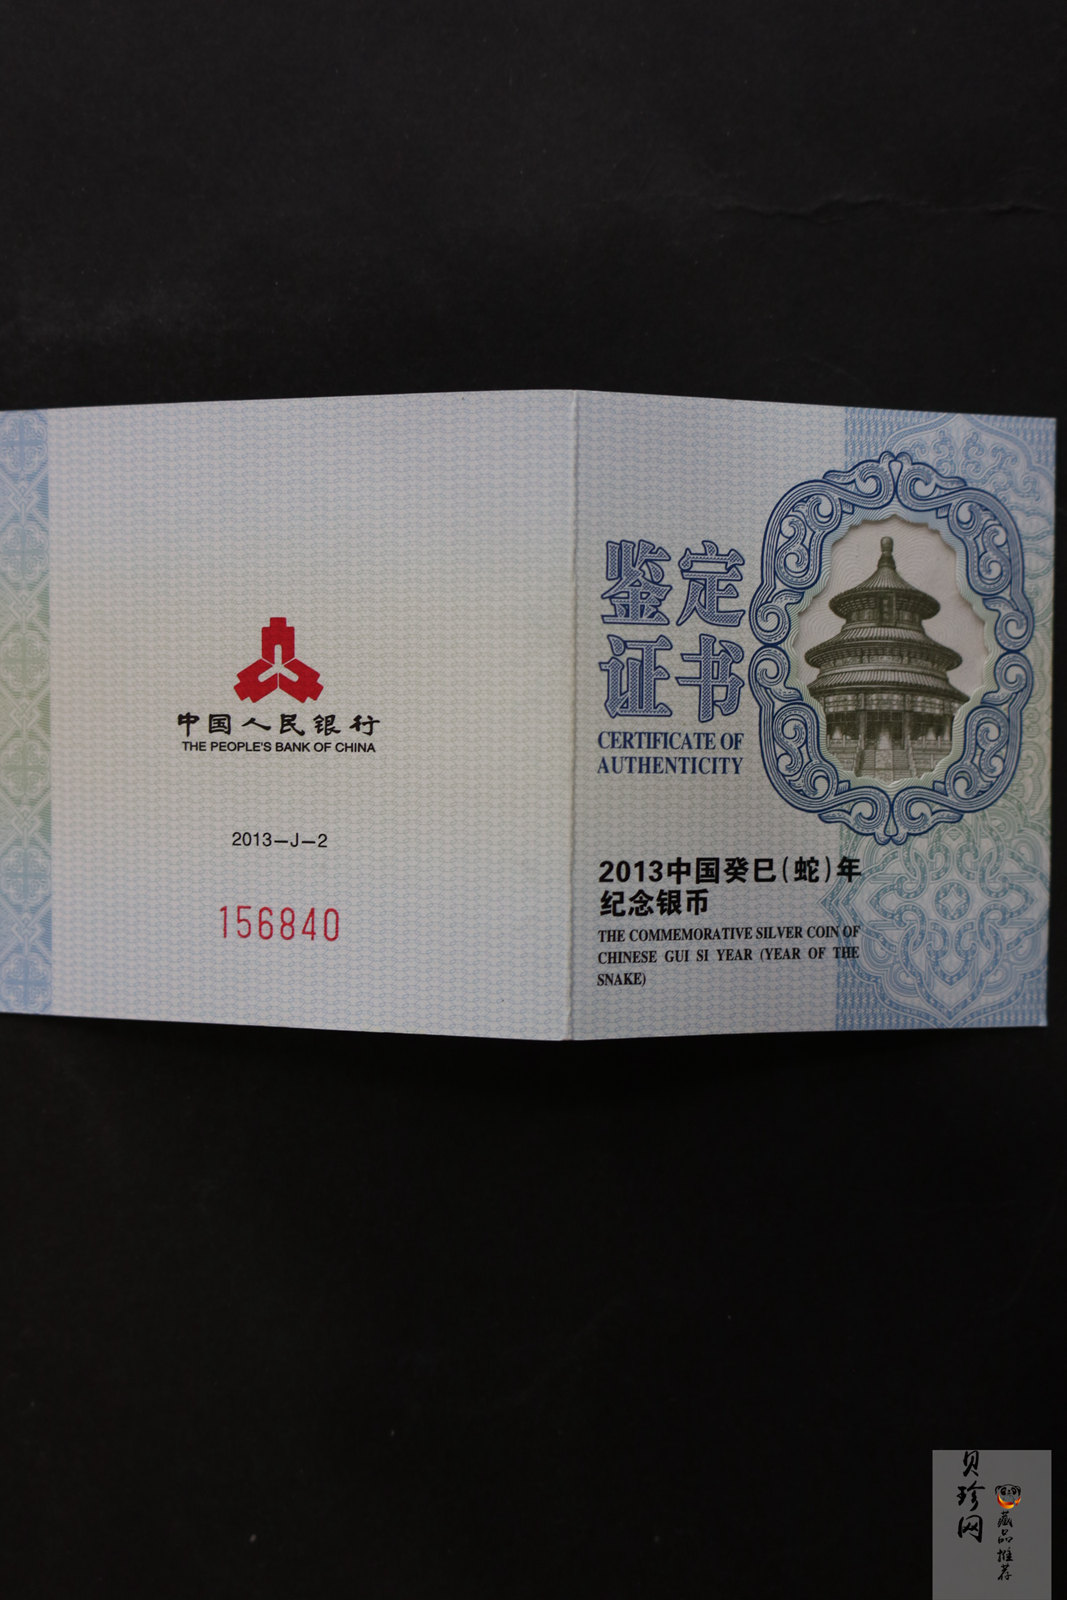 中国人民银行
THE PEOPLE'S BANK OF CHINA
2013—J—2
156840
鉴定
证书
CERTIFICATE OF
AUTHENTICITY
2013中国癸巳(蛇)年
纪念银币
THE COMMEMORATIVE SILVER COIN OF
CHINESE GUI SI YEAR (YEAR OF THE
SNAKE)
贝珍网
藏品推荐